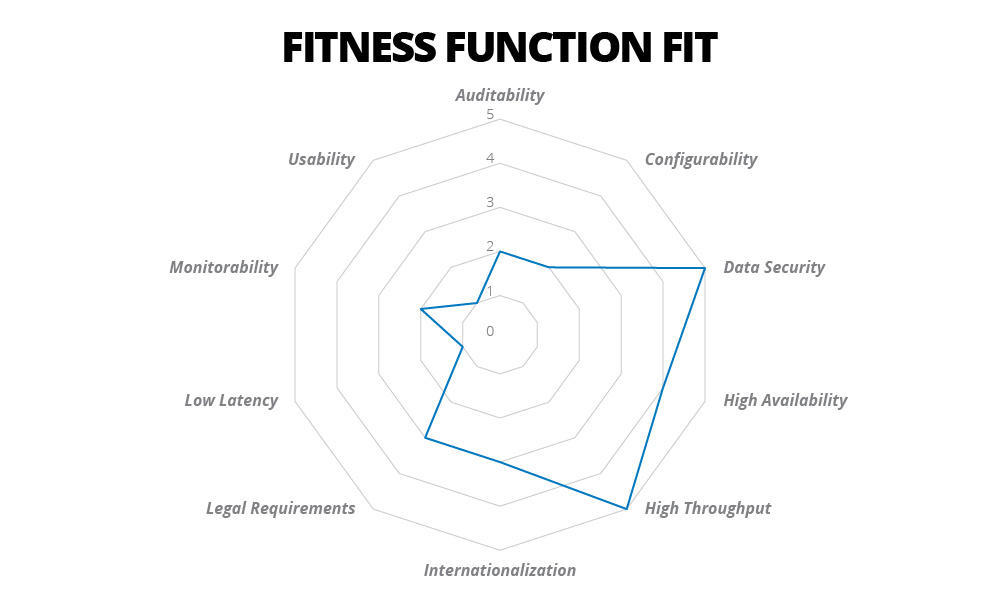 FITNESS FUNCTION FIT
Auditability
5
Usability
Configurability
4
3
2
Monitorability
Data Security
1
0
Low Latency
High Availability
Legal Requirements
High Throughput
Internationalization